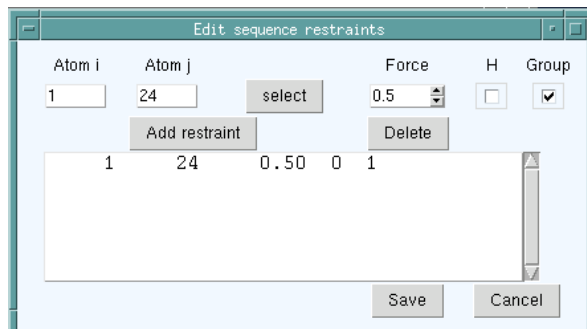 Edit sequence restraints
Atom i Atom j Force H Group
1 24 select 0.5
Add restraint Delete
1 24 0.50 0 1
Save Cancel